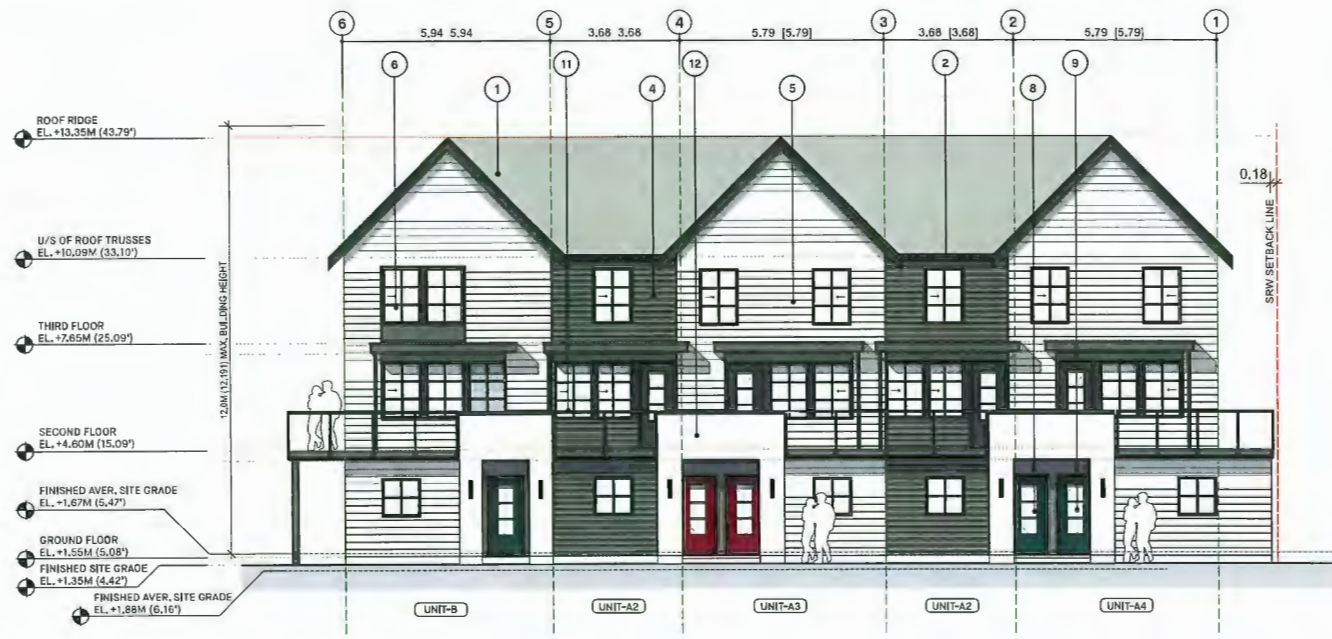 6
5
4
3
2
1
5,94 5,94
3,68 3,68
5.79 [5.79]
3.68 [3.68]
5,79 [5.79]
6
1
11
4
12
5
2
8
9
ROOF RIDGE
EL. +13.35M (43.79')
U/S OF ROOF TRUSSES
EL. +10.09M (33.10')
THIRD FLOOR
EL. +7.65M (25.09')
SECOND FLOOR
EL. +4.60M (15.09')
FINISHED AVER. SITE GRADE
EL. +1.67M (5.47')
GROUND FLOOR
EL. +1.55M (5.08')
FINISHED SITE GRADE
EL. +1.35M (4.42')
FINISHED AVER. SITE GRADE
EL. +1.88M (6.16')
12.0M (12.191) MAX. BUILDING HEIGHT
0,18
SRW SETBACK LINE
UNIT-B
UNIT-A2
UNIT-A3
UNIT-A2
UNIT-A4